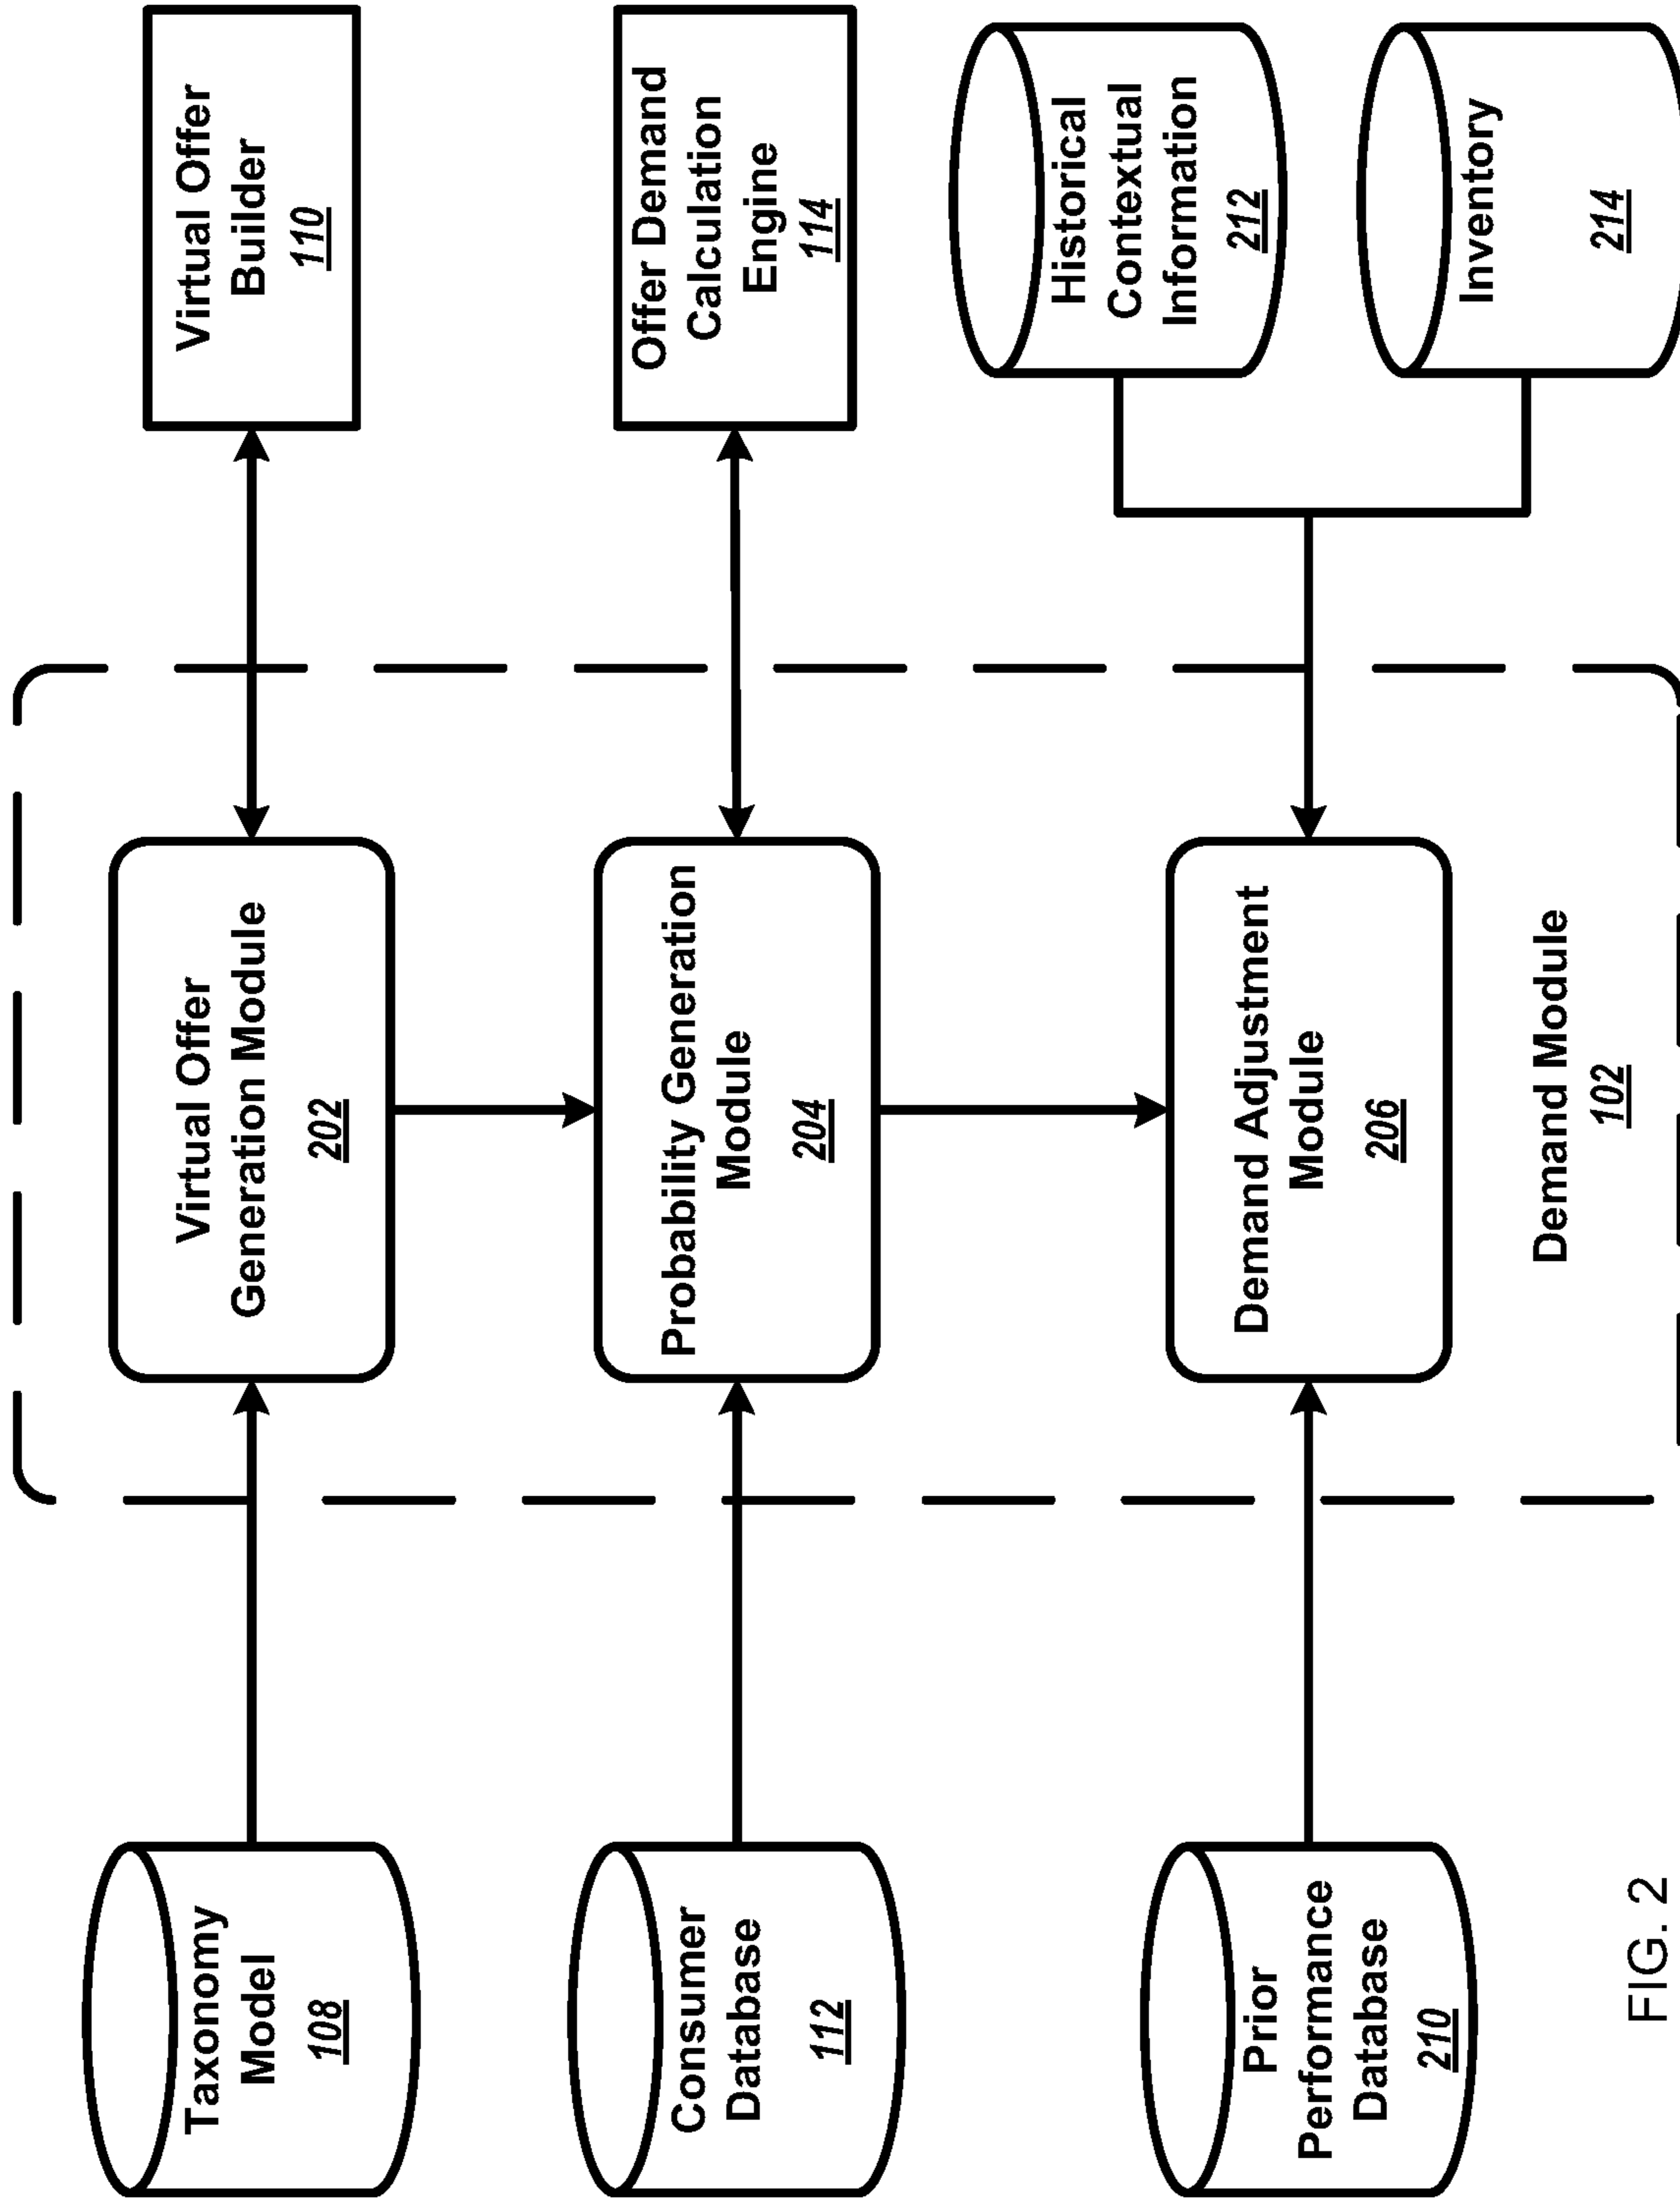 Taxonomy
Model
108
Virtual Offer
Generation Module
202
Virtual Offer
Builder
110
Consumer
Database
112
Probability Generation
Module
204
Offer Demand
Calculation
Engine
114
Prior
Performance
Database
210
Demand Adjustment
Module
206
Historical
Contextual
Information
212
Inventory
214
Demand Module
102
FIG. 2